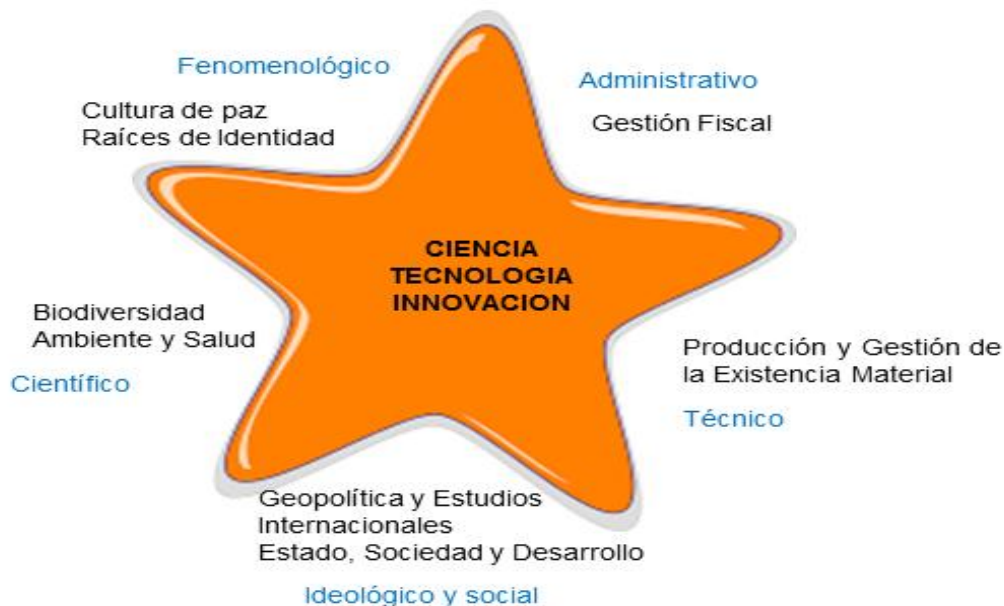 Fenomenológico
Cultura de paz
Raíces de Identidad
Administrativo
Gestión Fiscal
CIENCIA
TECNOLOGIA
INNOVACION
Biodiversidad
Ambiente y Salud
Científico
Producción y Gestión de
la Existencia Material
Técnico
Geopolítica y Estudios
Internacionales
Estado, Sociedad y Desarrollo
Ideológico y social